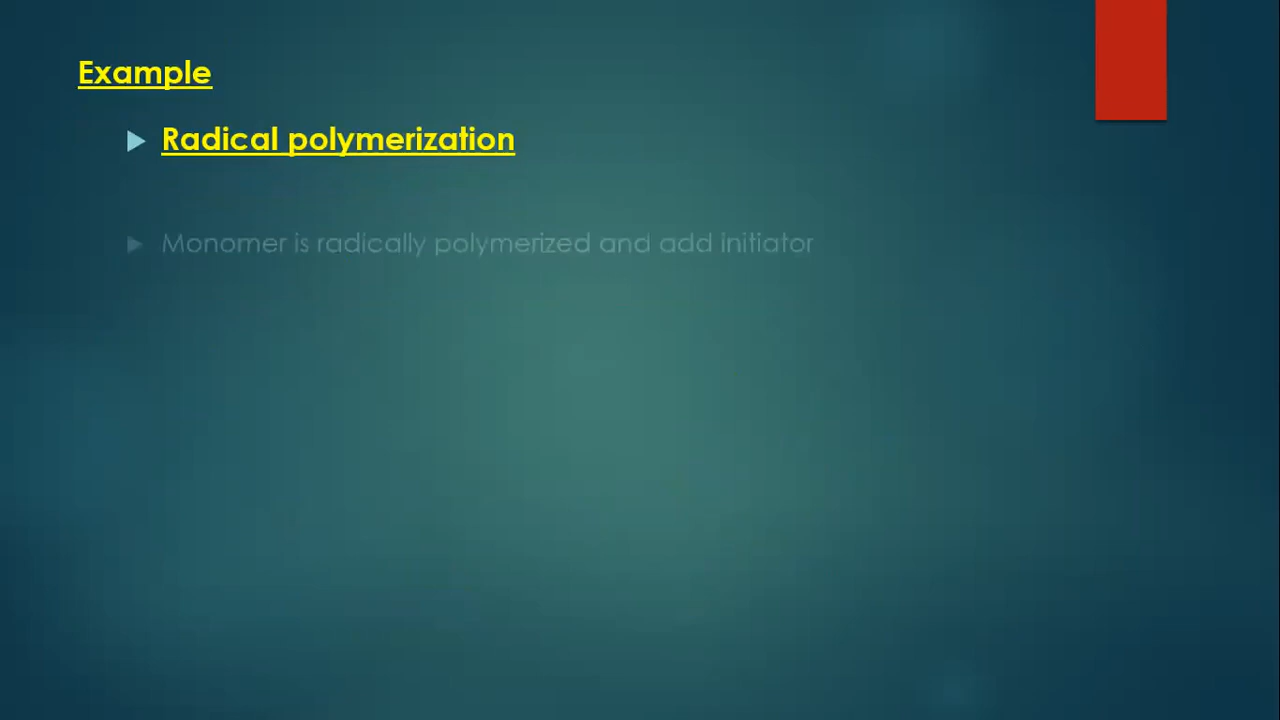 Example
Radical polymerization
Monomer is radically polymerized and add initiator